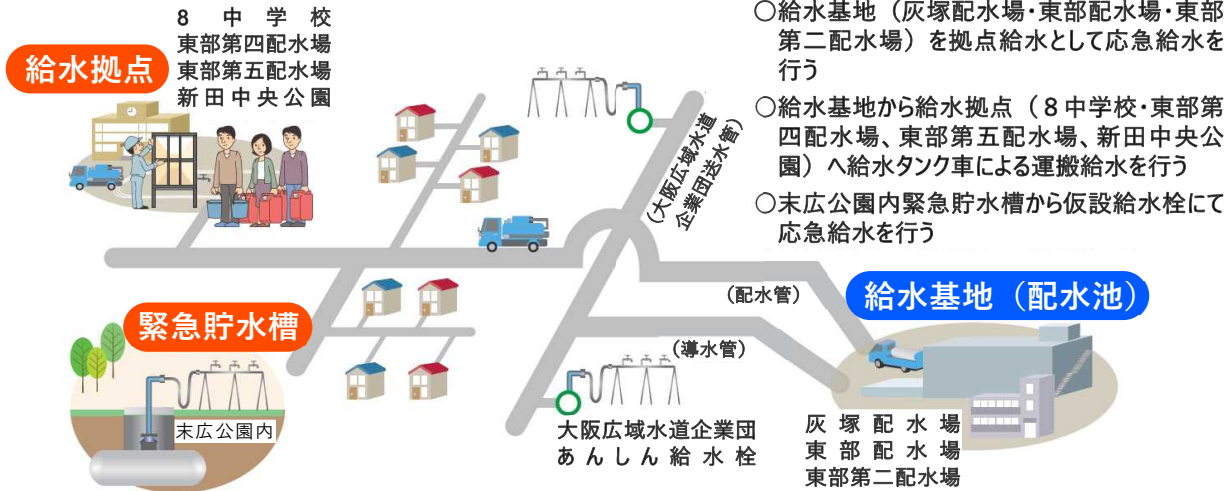 8中学校
東部第四配水場
東部第五配水場
新田中央公園
給水拠点
○給水基地（灰塚配水場・東部配水場・東部
第二配水場）を拠点給水として応急給水を
行う
○給水基地から給水拠点（８中学校・東部第
四配水場、東部第五配水場、新田中央公
園）へ給水タンク車による運搬給水を行う
○末広公園内緊急貯水槽から仮設給水栓にて
応急給水を行う
（大阪広域水道
企業団送水管）
（配水管）
給水基地（配水池）
緊急貯水槽
（導水管）
末広公園内
大阪広域水道企業団
あんしん給水栓
灰塚配水場
東部配水場
東部第二配水場